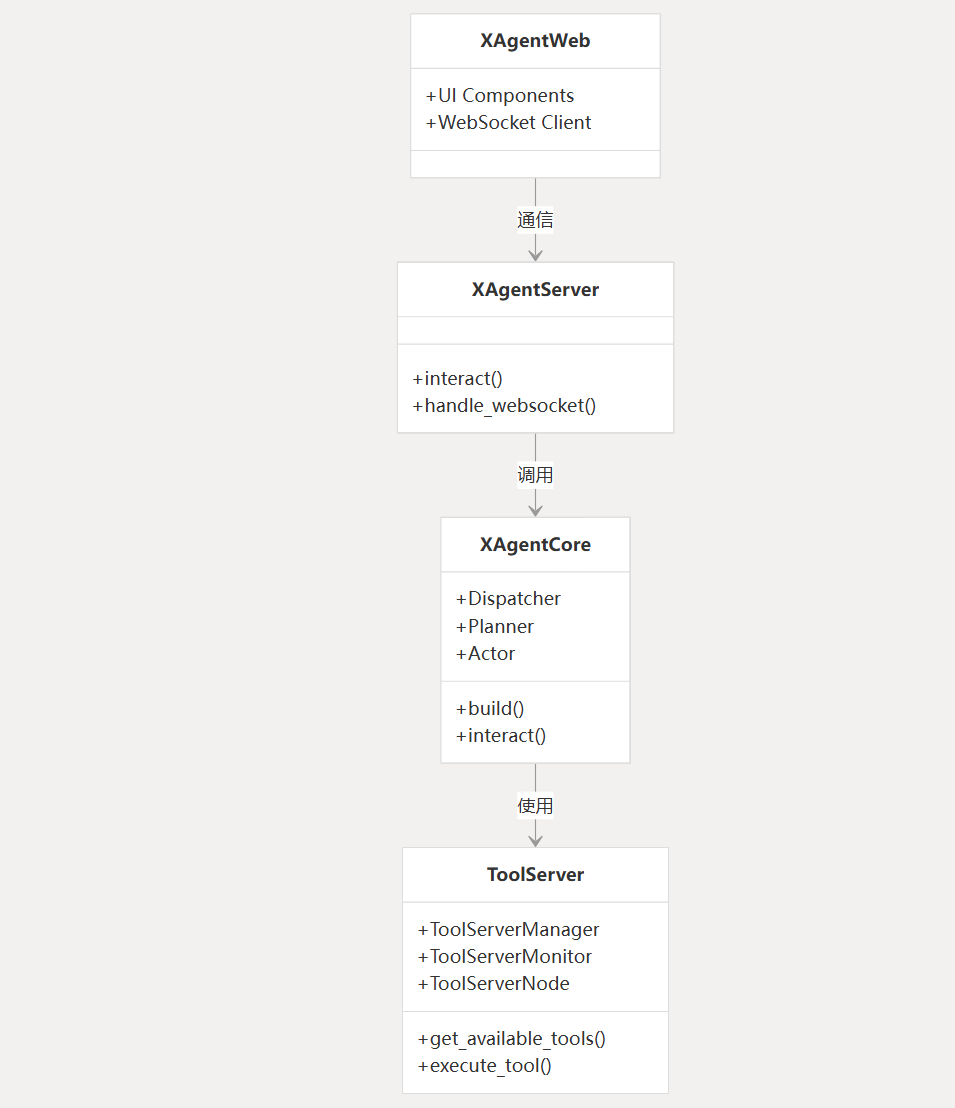 XAgentWeb
+UI Components
+WebSocket Client
通信
XAgentServer
+interact()
+handle_websocket()
调用
XAgentCore
+Dispatcher
+Planner
+Actor
+build()
+interact()
使用
ToolServer
+ToolServerManager
+ToolServerMonitor
+ToolServerNode
+get_available_tools()
+execute_tool()